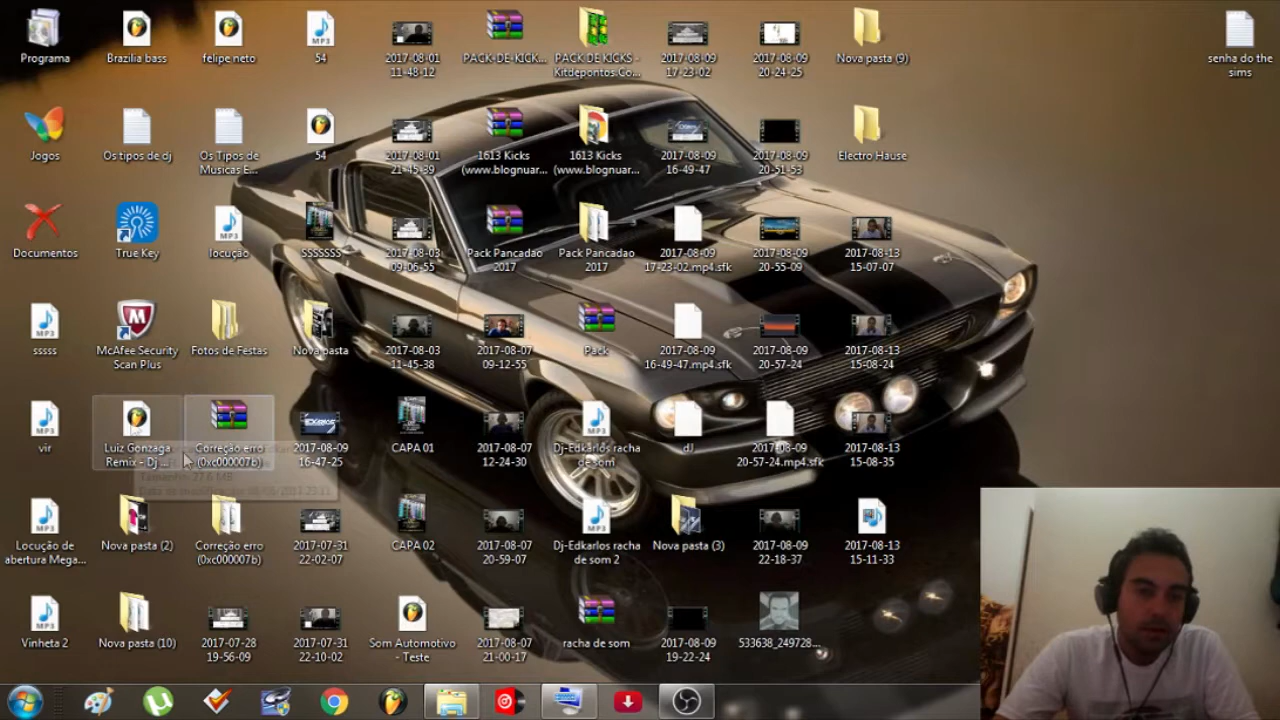 Programa
Brazilia bass
felipe neto
54
2017-08-01
11-48-12
PACK-DE-KICK...
PACK DE KICKS -
Kitdepontos.Co...
2017-08-09
17-23-02
2017-08-09
20-24-25
Nova pasta (9)
senha do the
sims
Jogos
Os tipos de dj
Os Tipos de
Musicas E...
54
2017-08-01
21-45-39
1613 Kicks
(www.blognuar...
1613 Kicks
(www.blognuar...
2017-08-09
16-49-47
2017-08-09
20-51-53
Electro Hause
Documentos
True Key
locução
SSSSSSS
2017-08-03
09-06-55
Pack Pancadao
2017
Pack Pancadao
2017
2017-08-09
17-23-02.mp4.sfk
2017-08-09
20-55-09
2017-08-13
15-07-07
sssss
McAfee Security
Scan Plus
Fotos de Festas
Nova pasta
2017-08-03
11-45-38
2017-08-07
09-12-55
Pack
2017-08-09
16-49-47.mp4.sfk
2017-08-09
20-57-24
2017-08-13
15-08-24
vir
Luiz Gonzaga
Remix - Dj ...
Correção erro
(0xc000007b)
2017-08-09
16-47-25
CAPA 01
2017-08-07
12-24-30
Dj-Edkarlos racha
de som
dJ
2017-08-09
20-57-24.mp4.sfk
2017-08-13
15-08-35
Locução de
abertura Mega...
Nova pasta (2)
Correção erro
(0xc000007b)
2017-07-31
22-02-07
CAPA 02
2017-08-07
20-59-07
Dj-Edkarlos racha
de som 2
Nova pasta (3)
2017-08-09
22-18-37
2017-08-13
15-11-33
Vinheta 2
Nova pasta (10)
2017-07-28
19-56-09
2017-07-31
22-10-02
Som Automotivo
- Teste
2017-08-07
21-00-17
racha de som
2017-08-09
19-22-24
533638_249728...